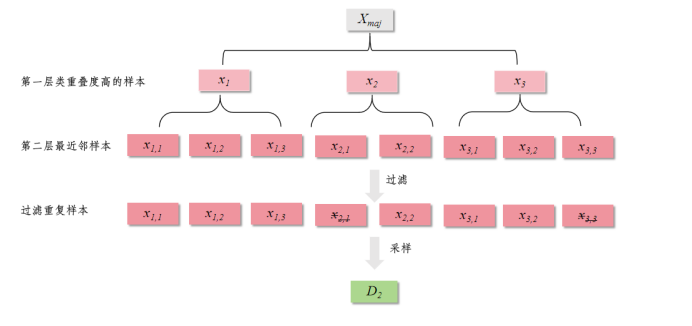 X_maj
第一层类重叠度高的样本 x_1 x_2 x_3
第二层最近邻样本 x_{1,1} x_{1,2} x_{1,3} x_{2,1} x_{2,2} x_{3,1} x_{3,2} x_{3,3}
过滤
过滤重复样本 x_{1,1} x_{1,2} x_{1,3} x_{2,1} x_{2,2} x_{3,1} x_{3,2} x_{3,3}
采样
D_2